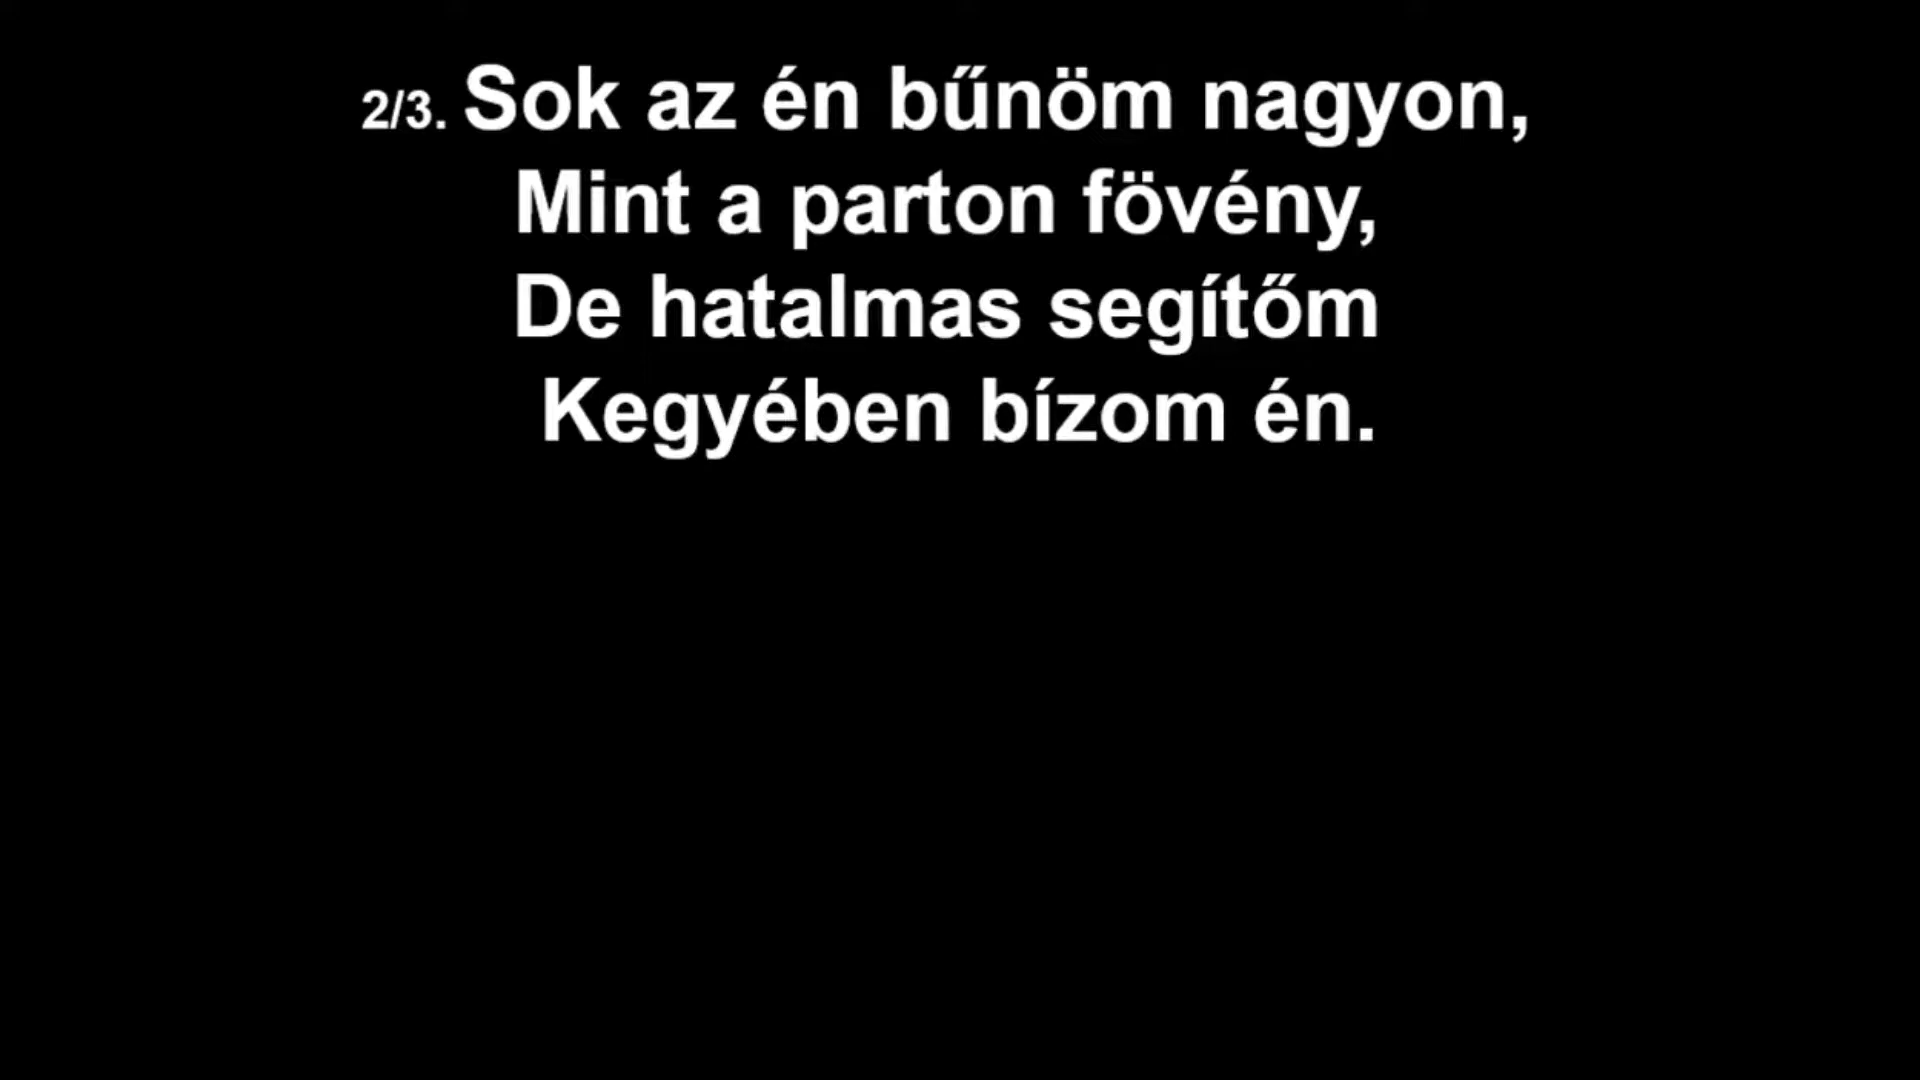 2/3. Sok az én bűnöm nagyon,
Mint a parton fövény,
De hatalmas segítőm
Kegyében bízom én.